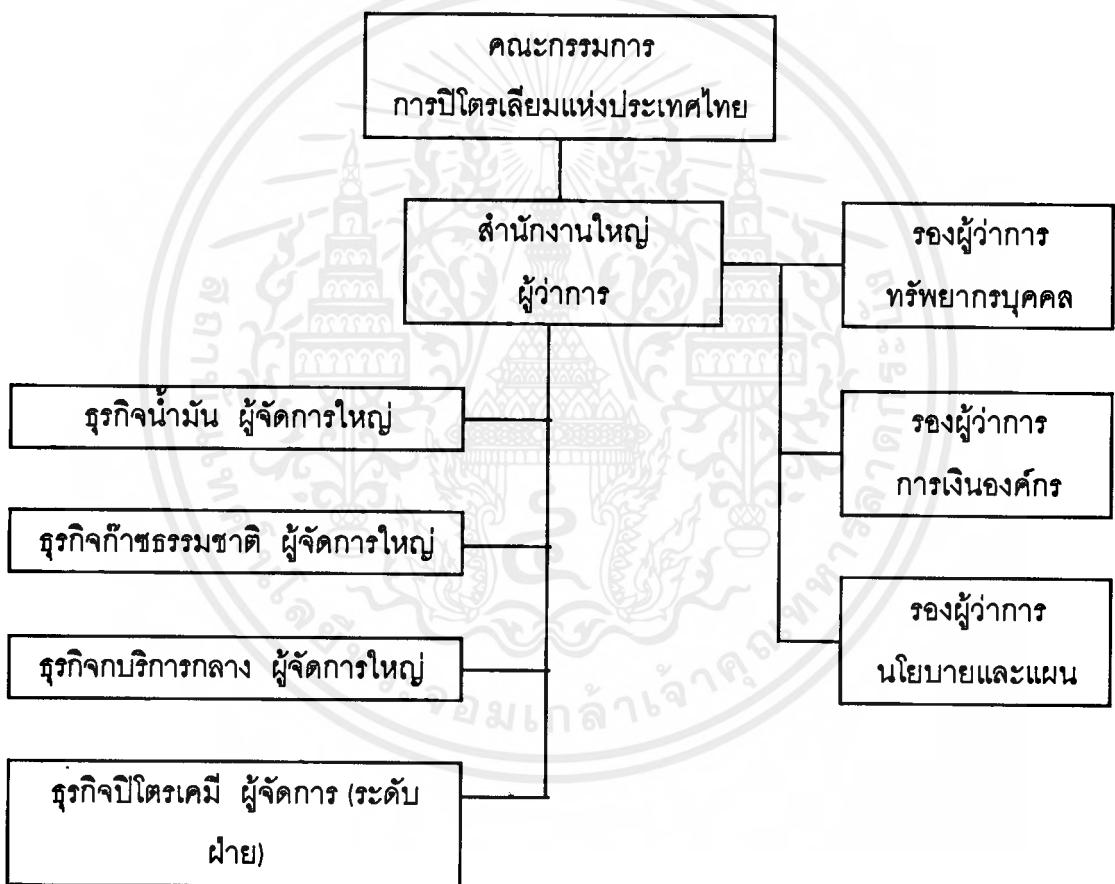 คณะกรรมการ
การปิโตรเลียมแห่งประเทศไทย
สำนักงานใหญ่
ผู้ว่าการ
รองผู้ว่าการ
ทรัพยากรบุคคล
ธุรกิจน้ำมัน ผู้จัดการใหญ่
รองผู้ว่าการ
การเงินองค์กร
ธุรกิจก๊าซธรรมชาติ ผู้จัดการใหญ่
รองผู้ว่าการ
นโยบายและแผน
ธุรกิจกบริการกลาง ผู้จัดการใหญ่
ธุรกิจปิโตรเคมี ผู้จัดการ (ระดับ
ฝ่าย)